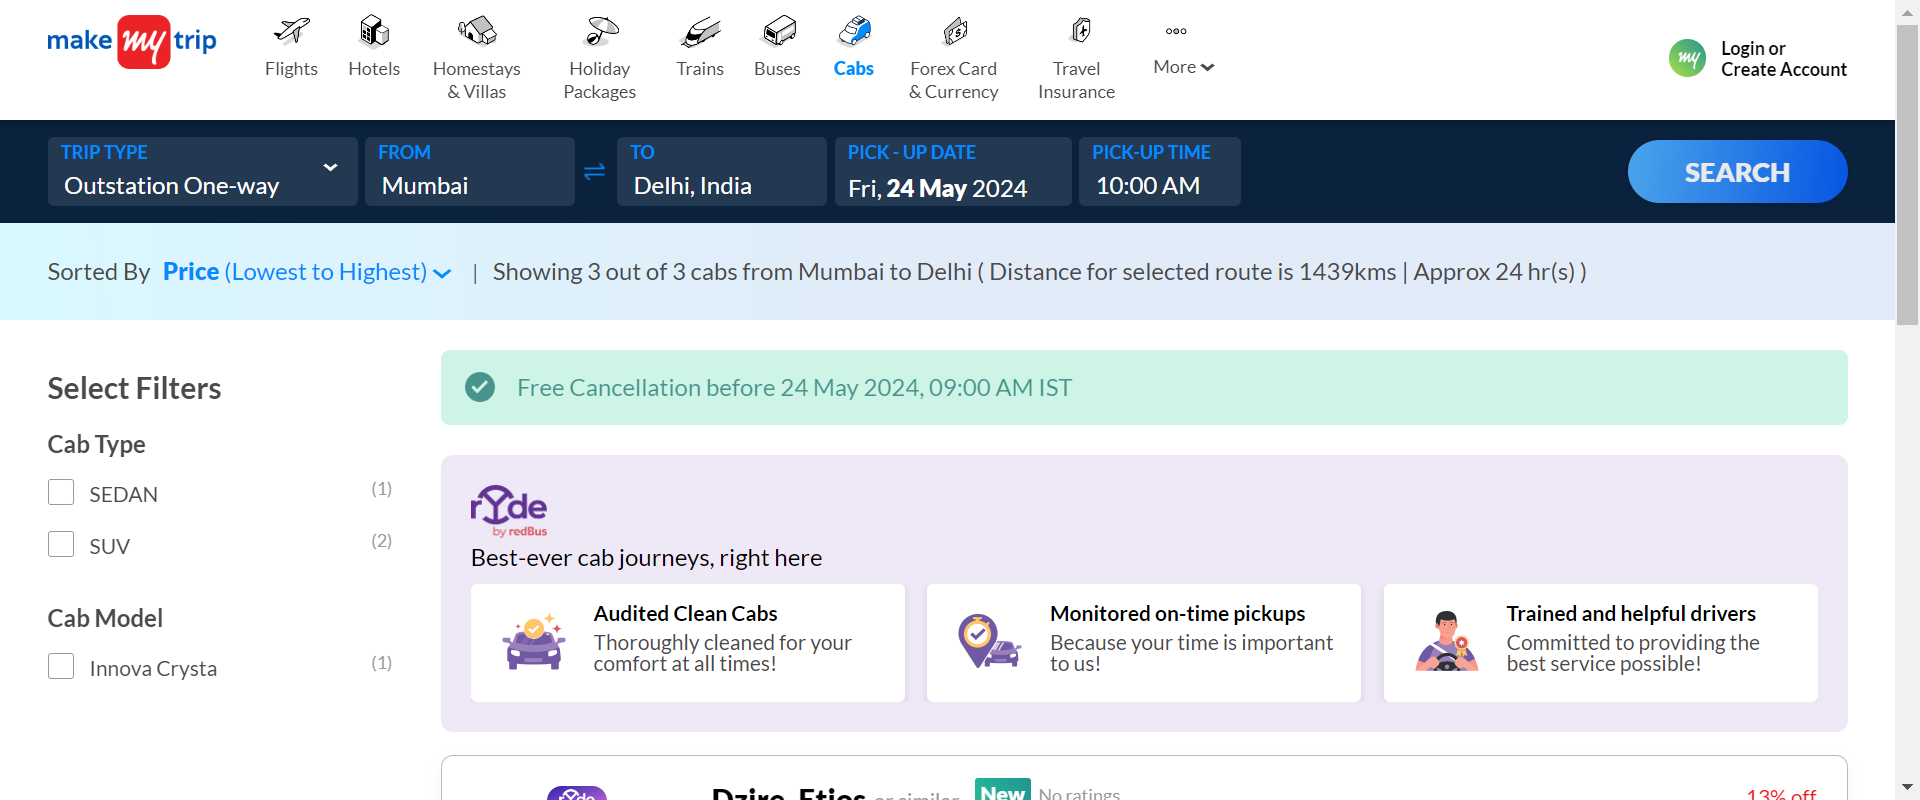 make my trip
Flights
Hotels
Homestays
& Villas
Holiday
Packages
Trains
Buses
Cabs
Forex Card
& Currency
Travel
Insurance
More
my
Login or
Create Account
TRIP TYPE
Outstation One-way
FROM
Mumbai
TO
Delhi, India
PICK - UP DATE
Fri, 24 May 2024
PICK-UP TIME
10:00 AM
SEARCH
Sorted By Price (Lowest to Highest) | Showing 3 out of 3 cabs from Mumbai to Delhi ( Distance for selected route is 1439kms | Approx 24 hr(s) )
Select Filters
Cab Type
SEDAN (1)
SUV (2)
Cab Model
Innova Crysta (1)
Free Cancellation before 24 May 2024, 09:00 AM IST
rYde
by redBus
Best-ever cab journeys, right here
Audited Clean Cabs
Thoroughly cleaned for your
comfort at all times!
Monitored on-time pickups
Because your time is important
to us!
Trained and helpful drivers
Committed to providing the
best service possible!
rYde
Dzire, Etios or similar New No ratings
13% off